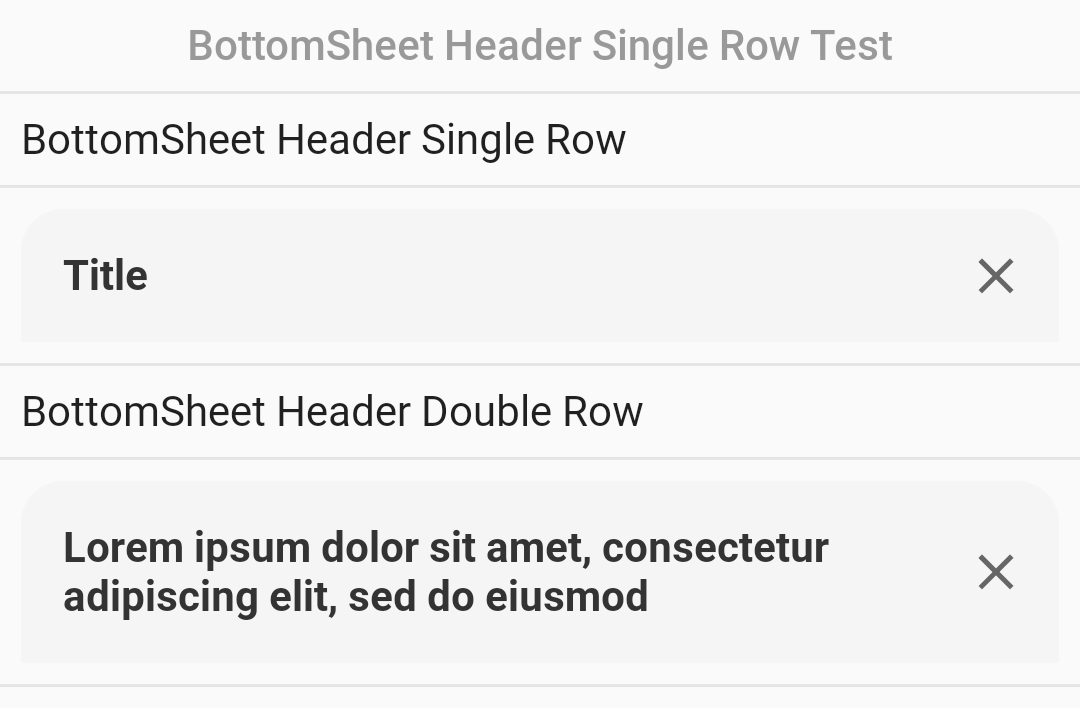 BottomSheet Header Single Row Test
BottomSheet Header Single Row
Title
BottomSheet Header Double Row
Lorem ipsum dolor sit amet, consectetur
adipiscing elit, sed do eiusmod